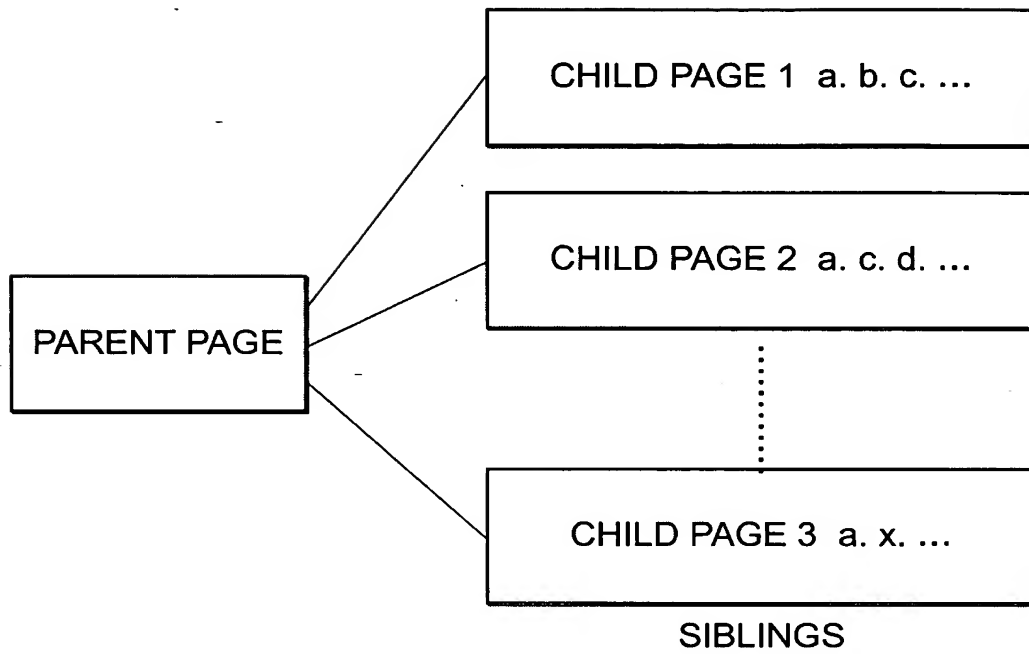 CHILD PAGE 1 a. b. c. ...
CHILD PAGE 2 a. c. d. ...
PARENT PAGE
CHILD PAGE 3 a. x. ...
SIBLINGS